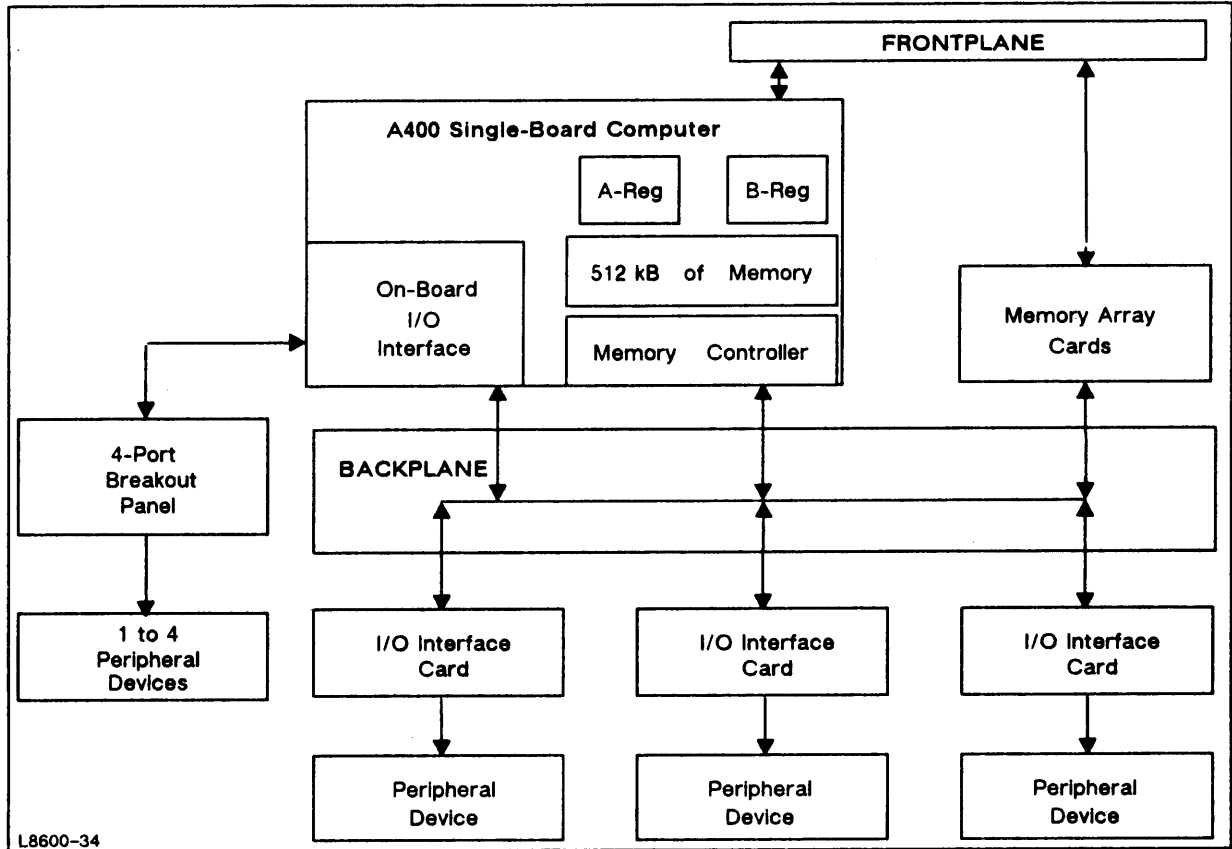 FRONTPLANE
A400 Single-Board Computer
A-Reg
B-Reg
512 kB of Memory
On-Board
I/O
Interface
Memory Controller
Memory Array
Cards
4-Port
Breakout
Panel
BACKPLANE
1 to 4
Peripheral
Devices
I/O Interface
Card
I/O Interface
Card
I/O Interface
Card
Peripheral
Device
Peripheral
Device
Peripheral
Device
L8600-34